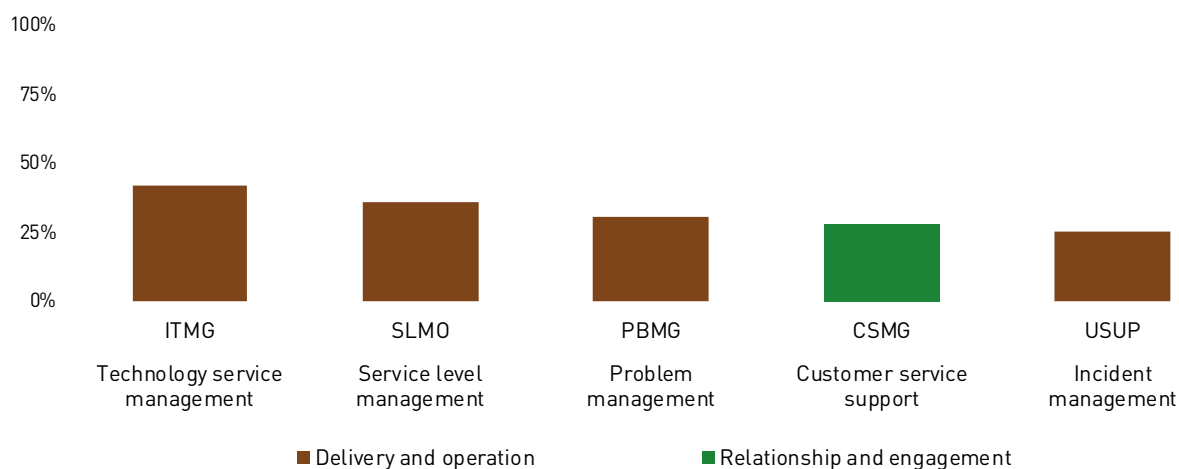 100%
75%
50%
25%
0%
ITMG
SLMO
PBMG
CSMG
USUP
Technology service
management
Service level
management
Problem
management
Customer service
support
Incident
management
Delivery and operation
Relationship and engagement